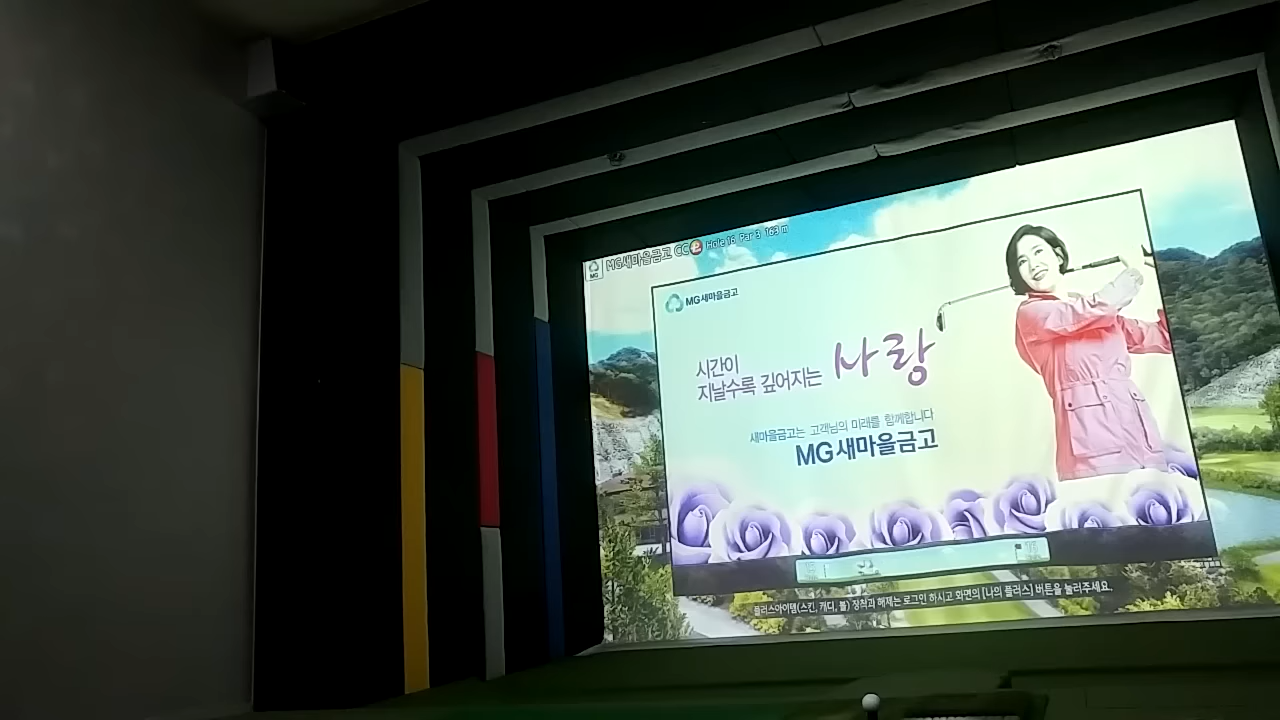 MG새마을금고 CC Hole 16 Par 3 163 m
MG
MG새마을금고
시간이
지날수록 깊어지는 사랑
새마을금고는 고객님의 미래를 함께합니다
MG새마을금고
플러스아이템(스킨, 캐디, 볼) 장착과 해제는 로그인 하시고 화면의 [나의 플러스] 버튼을 눌러주세요.